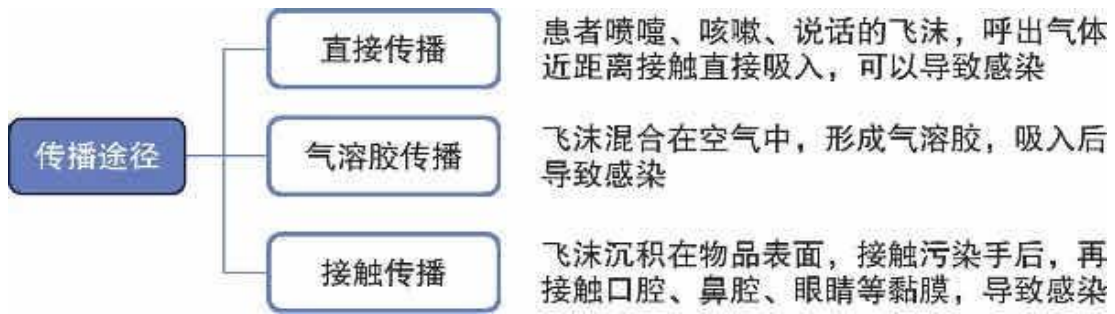 传播途径
直接传播
患者喷嚏、咳嗽、说话的飞沫，呼出气体
近距离接触直接吸入，可以导致感染
气溶胶传播
飞沫混合在空气中，形成气溶胶，吸入后
导致感染
接触传播
飞沫沉积在物品表面，接触污染手后，再
接触口腔、鼻腔、眼睛等黏膜，导致感染